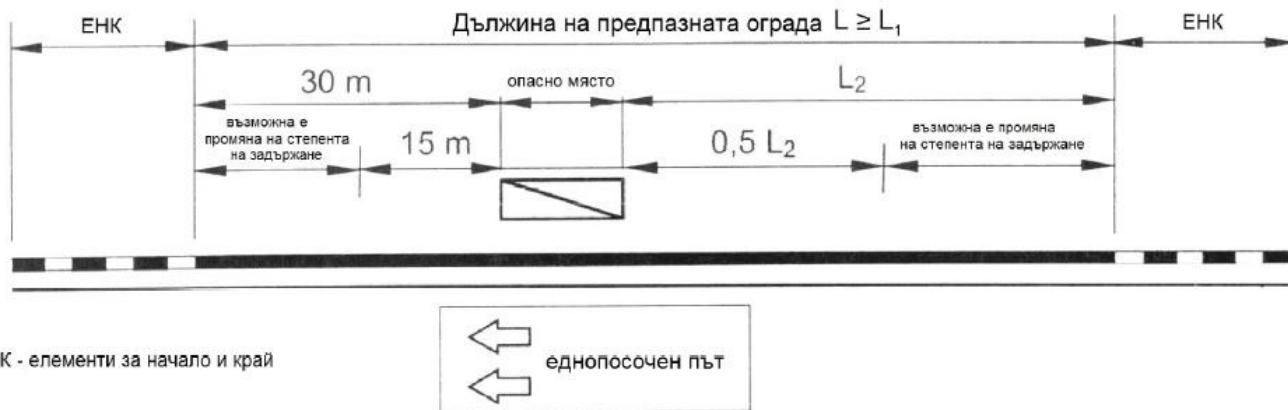 ЕНК
Дължина на предпазната ограда L ≥ L₁
ЕНК
30 m
опасно място
L₂
възможна е
промяна на степента
на задържане
15 m
0,5 L₂
възможна е промяна
на степента на задържане
К - елементи за начало и край
еднопосочен път